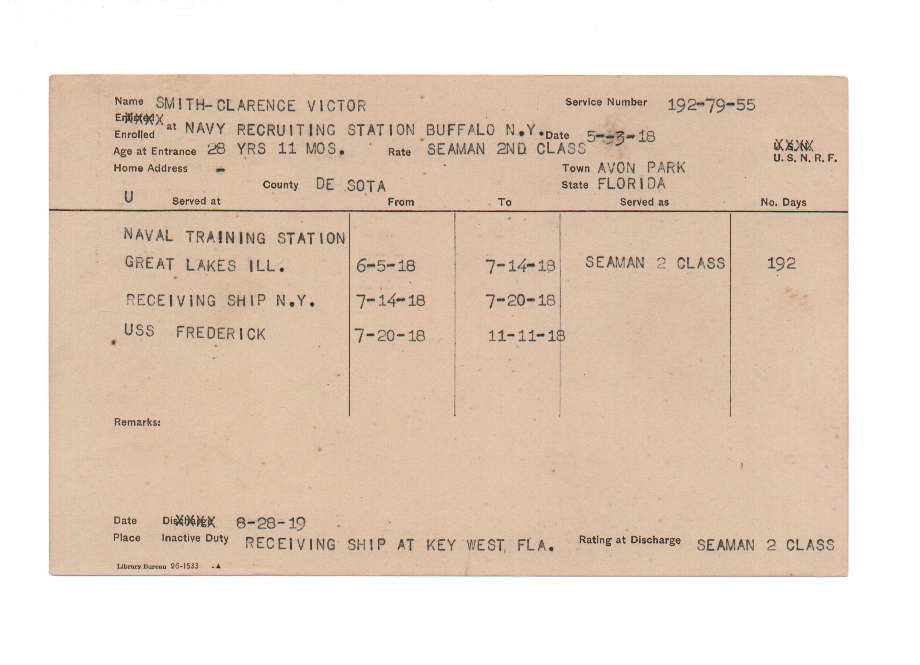 Name SMITH-CLARENCE VICTOR Service Number 192-79-55
Enrolled at NAVY RECRUITING STATION BUFFALO N.Y. Date 5--3-18
Age at Entrance 28 YRS 11 MOS. Rate SEAMAN 2ND CLASS U. S. N. R. F.
Home Address - Town AVON PARK
County DE SOTA State FLORIDA
U Served at From To Served as No. Days
NAVAL TRAINING STATION
GREAT LAKES ILL. 6-5-18 7-14-18 SEAMAN 2 CLASS 192
RECEIVING SHIP N.Y. 7-14-18 7-20-18
USS FREDERICK 7-20-18 11-11-18
Remarks:
Date 8-28-19
Place Inactive Duty RECEIVING SHIP AT KEY WEST, FLA. Rating at Discharge SEAMAN 2 CLASS
Library Bureau 96-1533